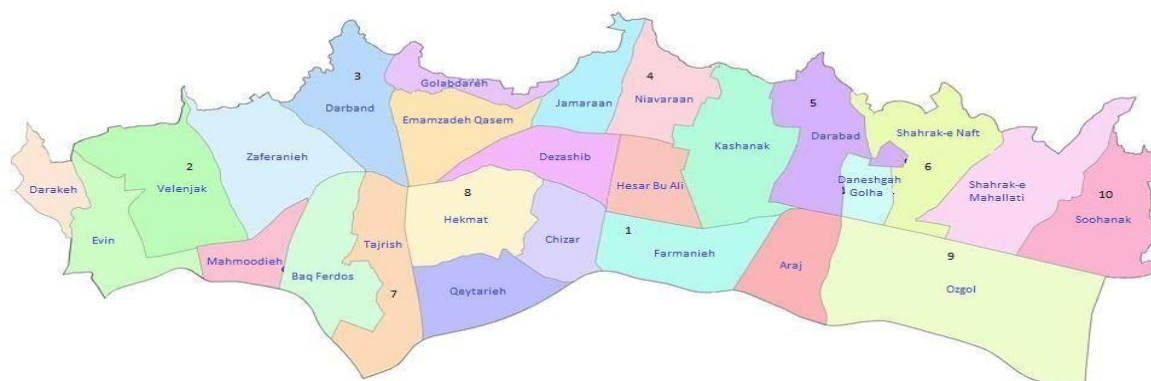 3
Darband
Golabdareh
4
Niavaraan
Jamaraan
5
Darabad
Emamzadeh Qasem
Shahrak-e Naft
6
Kashanak
2
Velenjak
Zaferanieh
Dezashib
Darakeh
Hesar Bu Ali
Daneshgah
Golha
Shahrak-e
Mahallati
10
Soohanak
8
Hekmat
Evin
Tajrish
Chizar
1
Farmanieh
Mahmoodieh
Baq Ferdos
Araj
9
Ozgol
7
Qeytarieh